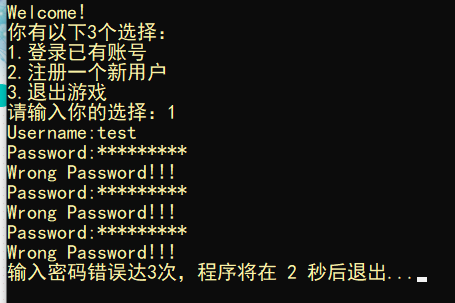 Welcome!
你有以下3个选择：
1.登录已有账号
2.注册一个新用户
3.退出游戏
请输入你的选择：1
Username:test
Password:*********
Wrong Password!!!
Password:*********
Wrong Password!!!
Password:*********
Wrong Password!!!
输入密码错误达3次，程序将在 2 秒后退出...